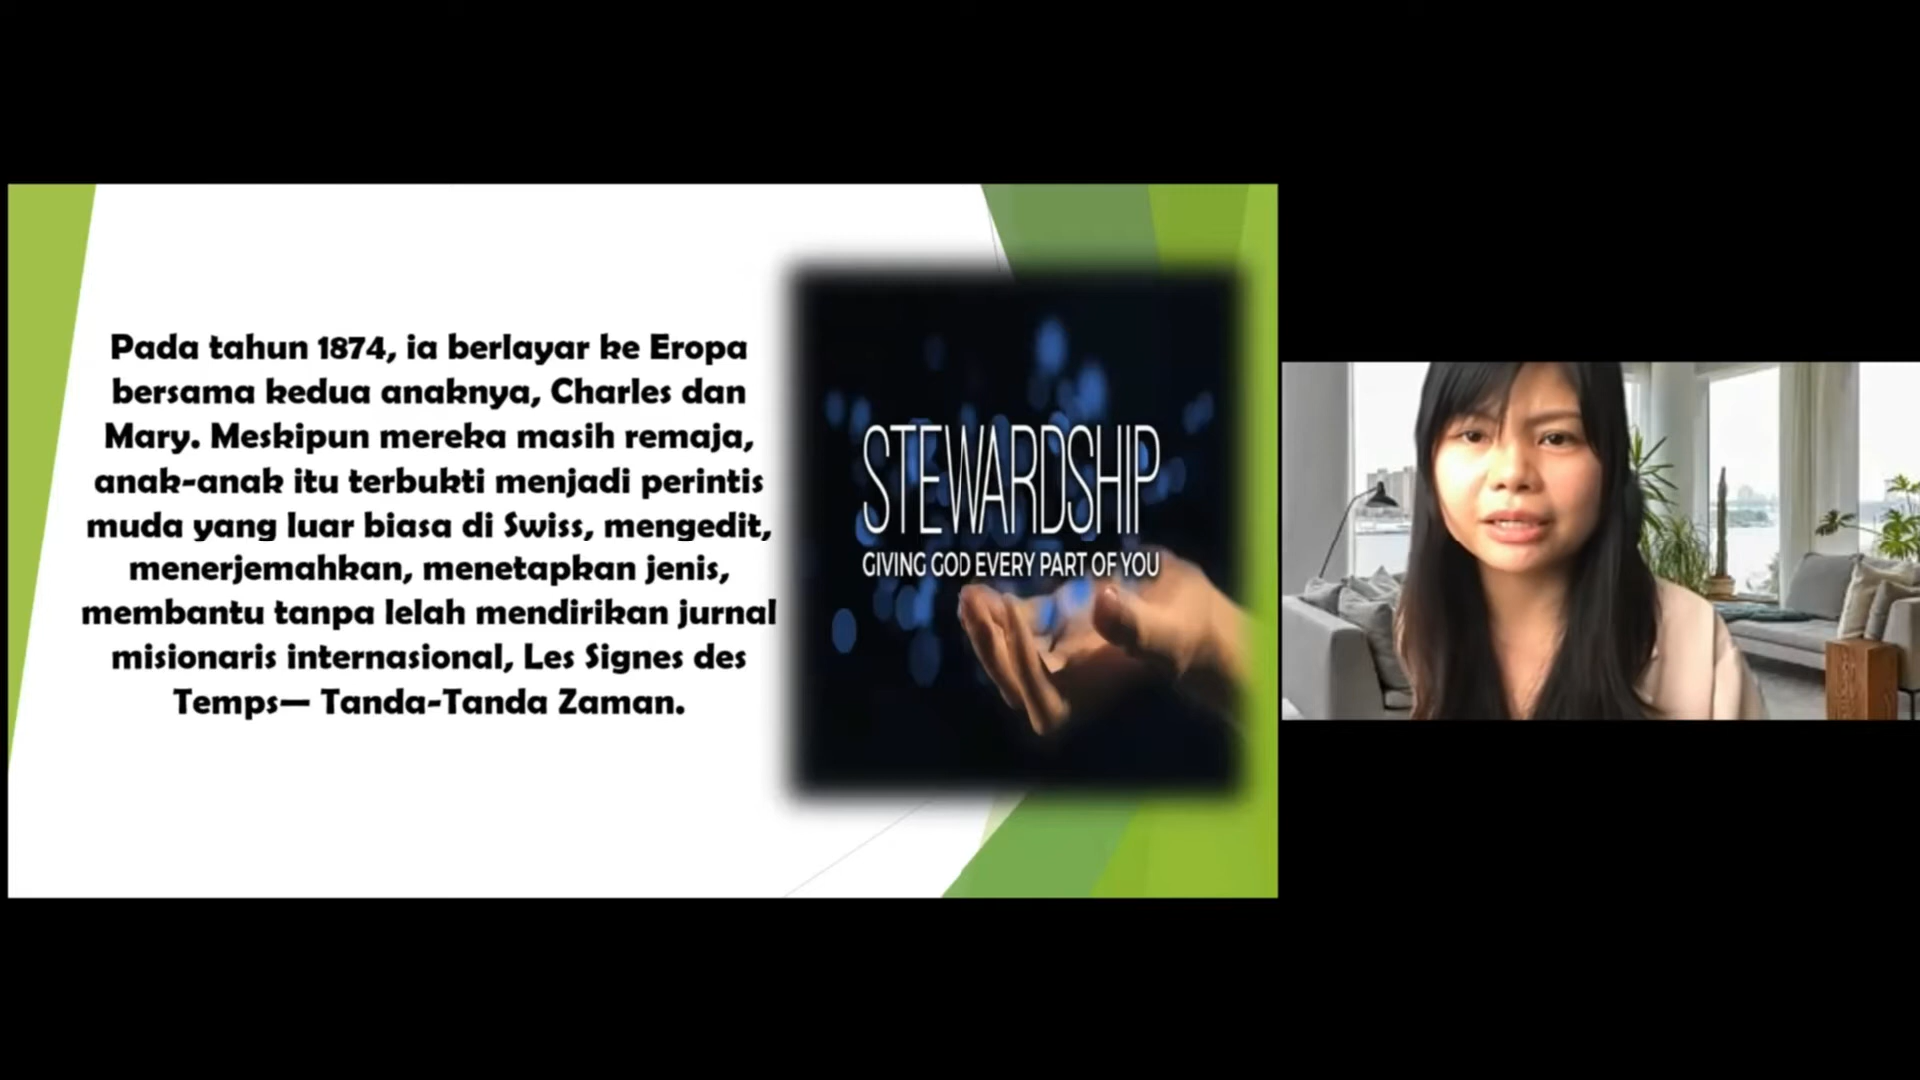 Pada tahun 1874, ia berlayar ke Eropa
bersama kedua anaknya, Charles dan
Mary. Meskipun mereka masih remaja,
anak-anak itu terbukti menjadi perintis
muda yang luar biasa di Swiss, mengedit,
menerjemahkan, menetapkan jenis,
membantu tanpa lelah mendirikan jurnal
misionaris internasional, Les Signes des
Temps— Tanda-Tanda Zaman.
STEWARDSHIP
GIVING GOD EVERY PART OF YOU